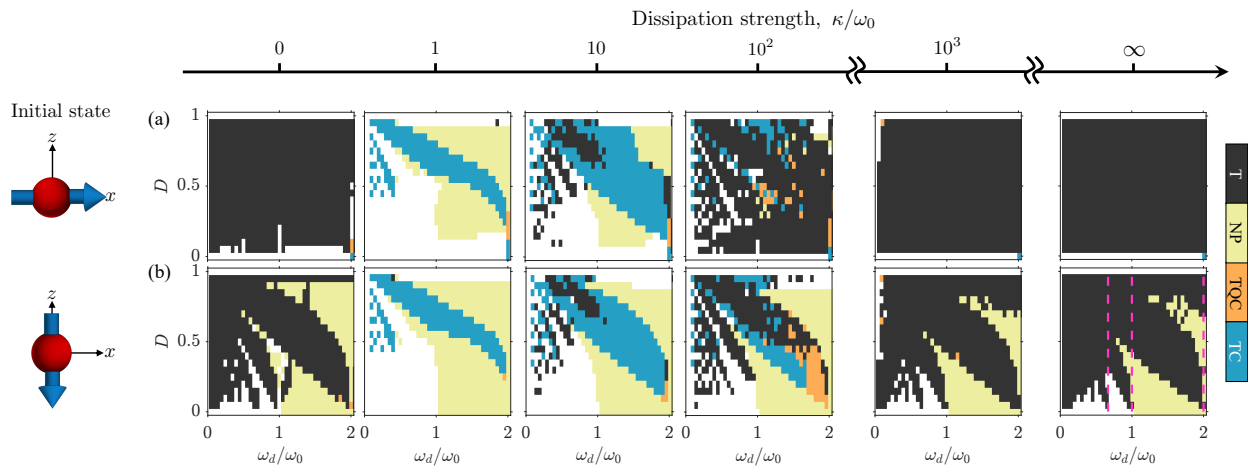 Dissipation strength, κ/ω₀
0 1 10 10² 10³ ∞
Initial state
z
x
(a)
D
1
0.5
0
z
x
(b)
D
1
0.5
0
0 1 2 0 1 2 0 1 2 0 1 2 0 1 2 0 1 2
ω_d/ω₀ ω_d/ω₀ ω_d/ω₀ ω_d/ω₀ ω_d/ω₀ ω_d/ω₀
T
NP
TQC
TC